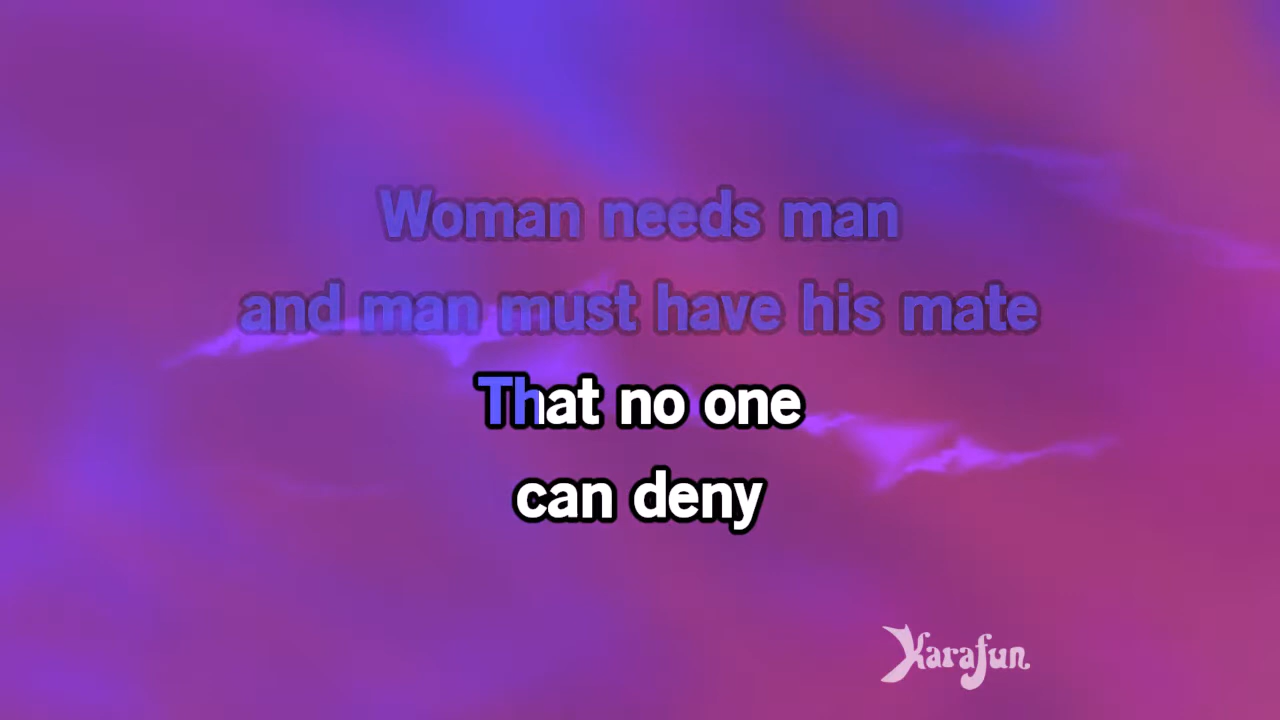 Woman needs man
and man must have his mate
That no one
can deny
Karafun